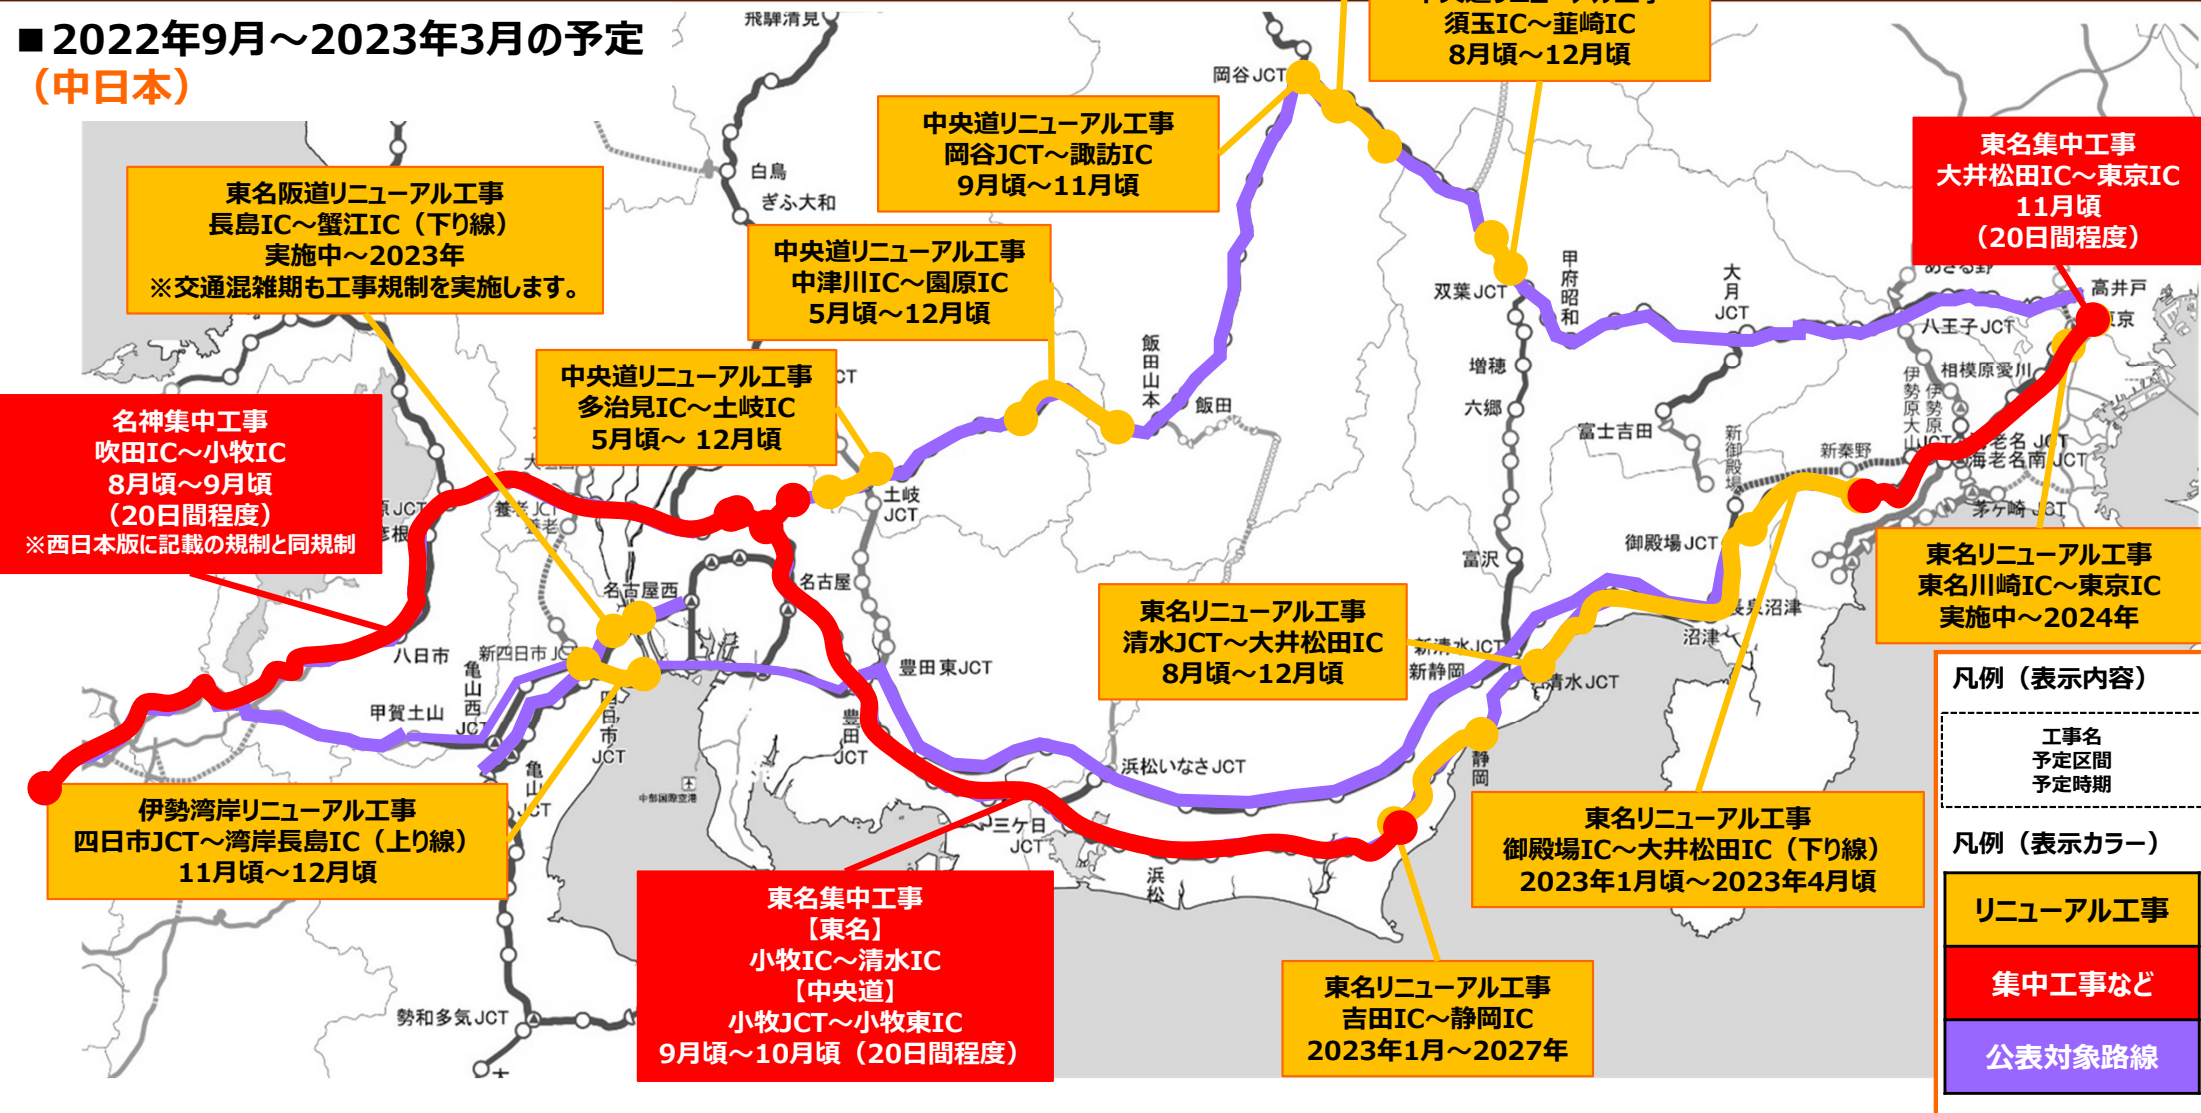 ■2022年9月～2023年3月の予定
（中日本）
須玉IC～韮崎IC
8月頃～12月頃
中央道リニューアル工事
岡谷JCT～諏訪IC
9月頃～11月頃
東名集中工事
大井松田IC～東京IC
11月頃
（20日間程度）
東名阪道リニューアル工事
長島IC～蟹江IC（下り線）
実施中～2023年
※交通混雑期も工事規制を実施します。
中央道リニューアル工事
中津川IC～園原IC
5月頃～12月頃
中央道リニューアル工事
多治見IC～土岐IC
5月頃～ 12月頃
名神集中工事
吹田IC～小牧IC
8月頃～9月頃
（20日間程度）
※西日本版に記載の規制と同規制
東名リニューアル工事
東名川崎IC～東京IC
実施中～2024年
東名リニューアル工事
清水JCT～大井松田IC
8月頃～12月頃
伊勢湾岸リニューアル工事
四日市JCT～湾岸長島IC（上り線）
11月頃～12月頃
東名リニューアル工事
御殿場IC～大井松田IC（下り線）
2023年1月頃～2023年4月頃
東名集中工事
【東名】
小牧IC～清水IC
【中央道】
小牧JCT～小牧東IC
9月頃～10月頃（20日間程度）
東名リニューアル工事
吉田IC～静岡IC
2023年1月～2027年
凡例（表示内容）
工事名
予定区間
予定時期
凡例（表示カラー）
リニューアル工事
集中工事など
公表対象路線
飛騨清見
岡谷JCT
白鳥
ぎふ大和
双葉JCT
甲府昭和
大月JCT
高井戸
八王子JCT
相模原愛川
増穂
六郷
富士吉田
新御殿場
新秦野
伊勢原大山
伊勢原JCT
海老名JCT
海老名南JCT
茅ケ崎JCT
飯田山本
飯田
土岐JCT
養老JCT
養老
彦根
八日市
名古屋西
名古屋
新四日市JCT
亀山西JCT
甲賀土山
四日市JCT
亀山JCT
豊田東JCT
豊田JCT
中部国際空港
三ケ日JCT
浜松いなさJCT
浜松
富沢
御殿場JCT
長泉沼津
沼津
新清水JCT
新静岡
清水JCT
静岡
勢和多気JCT